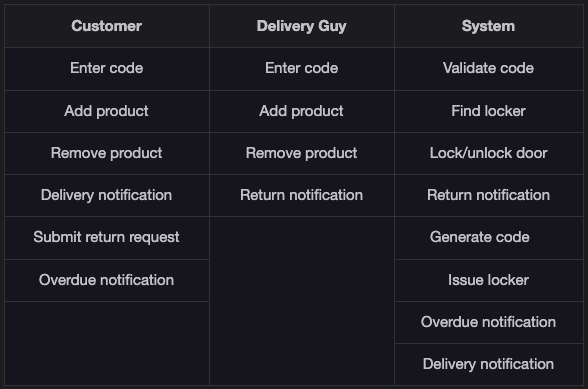 Customer Delivery Guy System
Enter code Enter code Validate code
Add product Add product Find locker
Remove product Remove product Lock/unlock door
Delivery notification Return notification Return notification
Submit return request Generate code
Overdue notification Issue locker
Overdue notification
Delivery notification